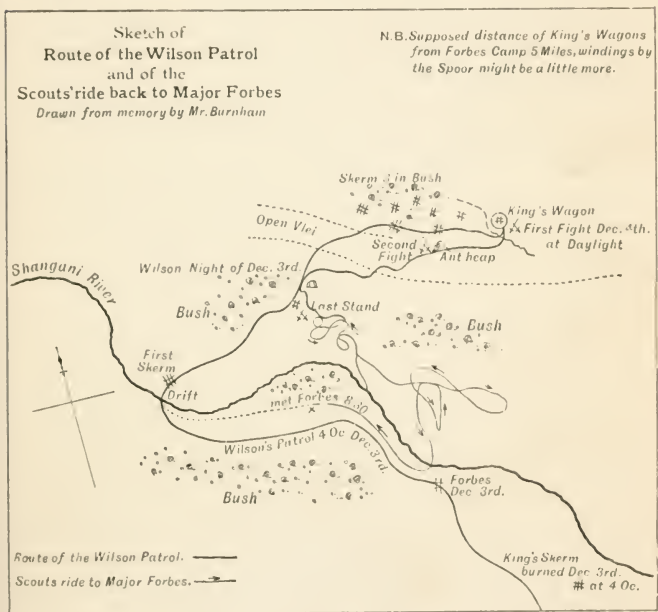 Sketch of
Route of the Wilson Patrol
and of the
Scouts' ride back to Major Forbes
Drawn from memory by Mr. Burnham
N.B. Supposed distance of King's Wagons
from Forbes Camp 5 Miles, windings by
the Spoor might be a little more.
Skerm s in Bush
King's Wagon
First Fight Dec. 4th.
at Daylight
Open Vlei
Second
Fight
Ant heap
Wilson Night of Dec. 3rd.
Shanguni River
Bush
Last Stand
Bush
First
Skerm
Drift
met Forbes 8.30
Wilson's Patrol 4 Oc. Dec. 3rd.
Bush
Forbes
Dec. 3rd.
King's Skerm
burned Dec 3rd.
at 4 Oc.
Route of the Wilson Patrol.
Scouts ride to Major Forbes.